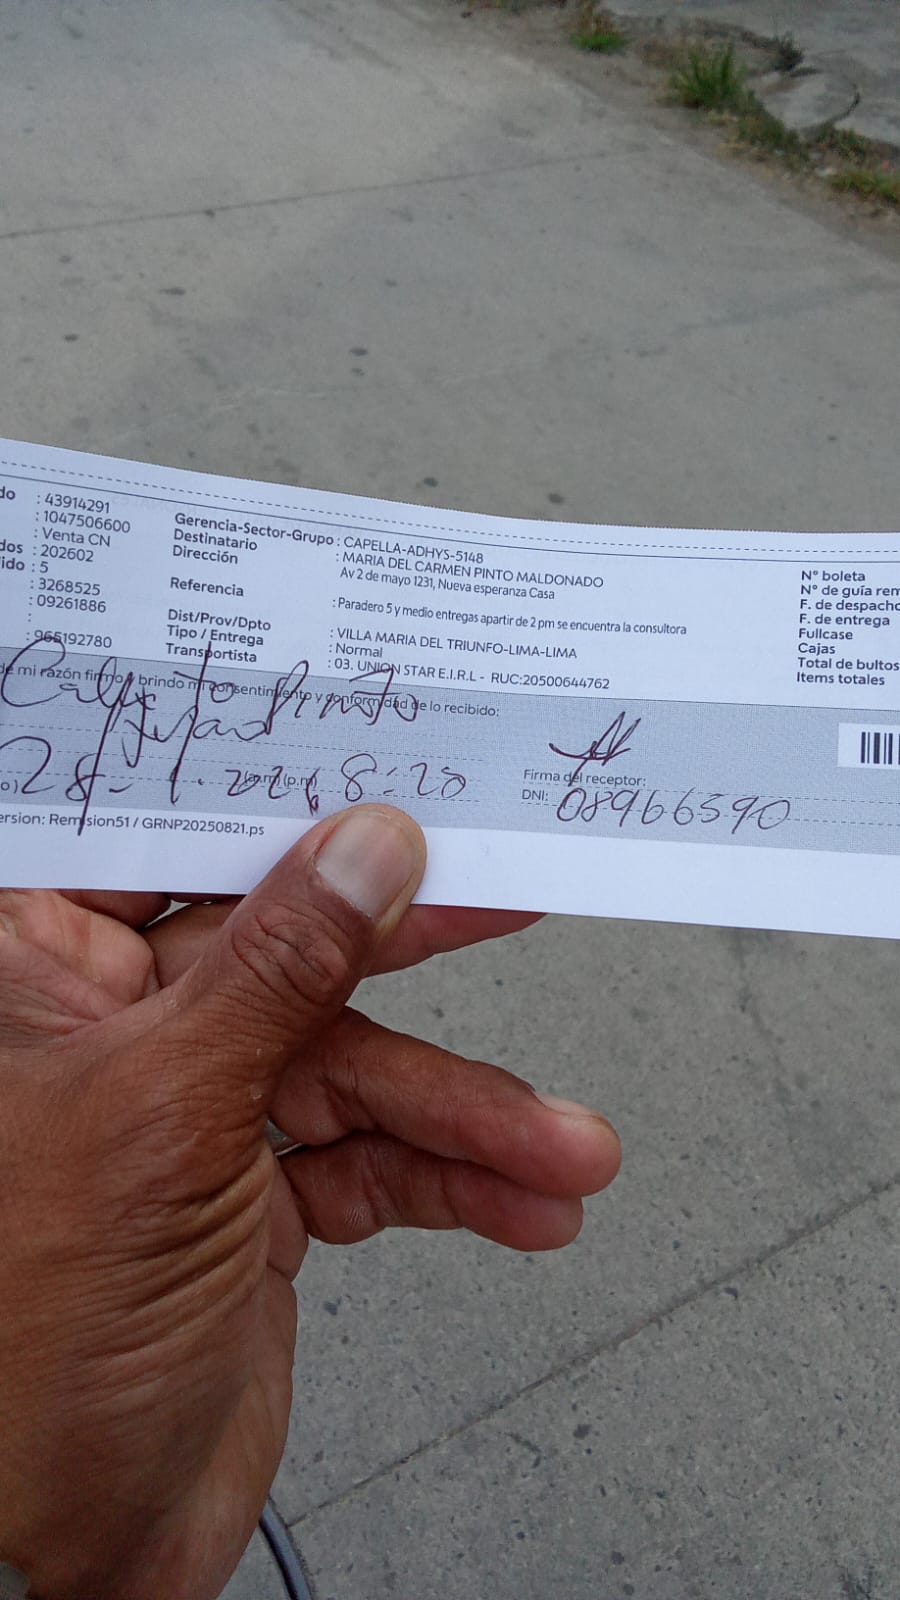 do : 43914291
: 1047506600
: Venta CN
dos : 202602
ido : 5
: 3268525
: 09261886
:
: 965192780
Gerencia-Sector-Grupo : CAPELLA-ADHYS-5148
Destinatario : MARIA DEL CARMEN PINTO MALDONADO
Dirección Av 2 de mayo 1231, Nueva esperanza Casa
Referencia : Paradero 5 y medio entregas apartir de 2 pm se encuentra la consultora
Dist/Prov/Dpto : VILLA MARIA DEL TRIUNFO-LIMA-LIMA
Tipo / Entrega : Normal
Transportista : 03. UNION STAR E.I.R.L - RUC:20500644762
N° boleta
N° de guía rem
F. de despacho
F. de entrega
Fullcase
Cajas
Total de bultos
Items totales
de mi razón firmo y brindo mi consentimiento y conformidad de lo recibido:
Pinto
28-1-2026 8:20
(a.m) (p.m)
o)
Firma del receptor:
DNI: 08966590
ersion: Remision51 / GRNP20250821.ps